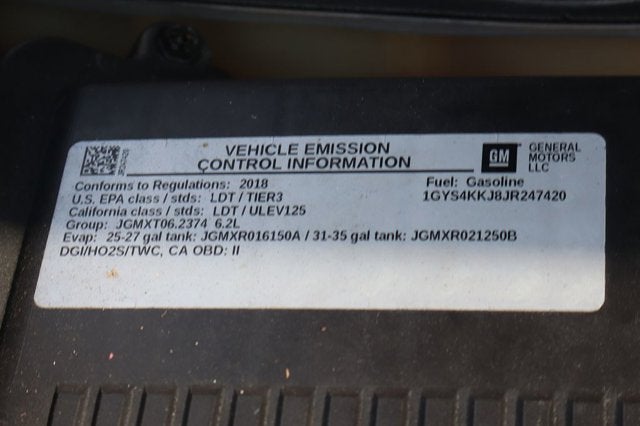 VEHICLE EMISSION
CONTROL INFORMATION
GM
GENERAL
MOTORS
LLC
Conforms to Regulations: 2018
Fuel: Gasoline
U.S. EPA class / stds: LDT / TIER3
1GYS4KKJ8JR247420
California class / stds: LDT / ULEV125
Group: JGMXT06.2374 6.2L
Evap: 25-27 gal tank: JGMXR016150A / 31-35 gal tank: JGMXR021250B
DGI/HO2S/TWC, CA OBD: II